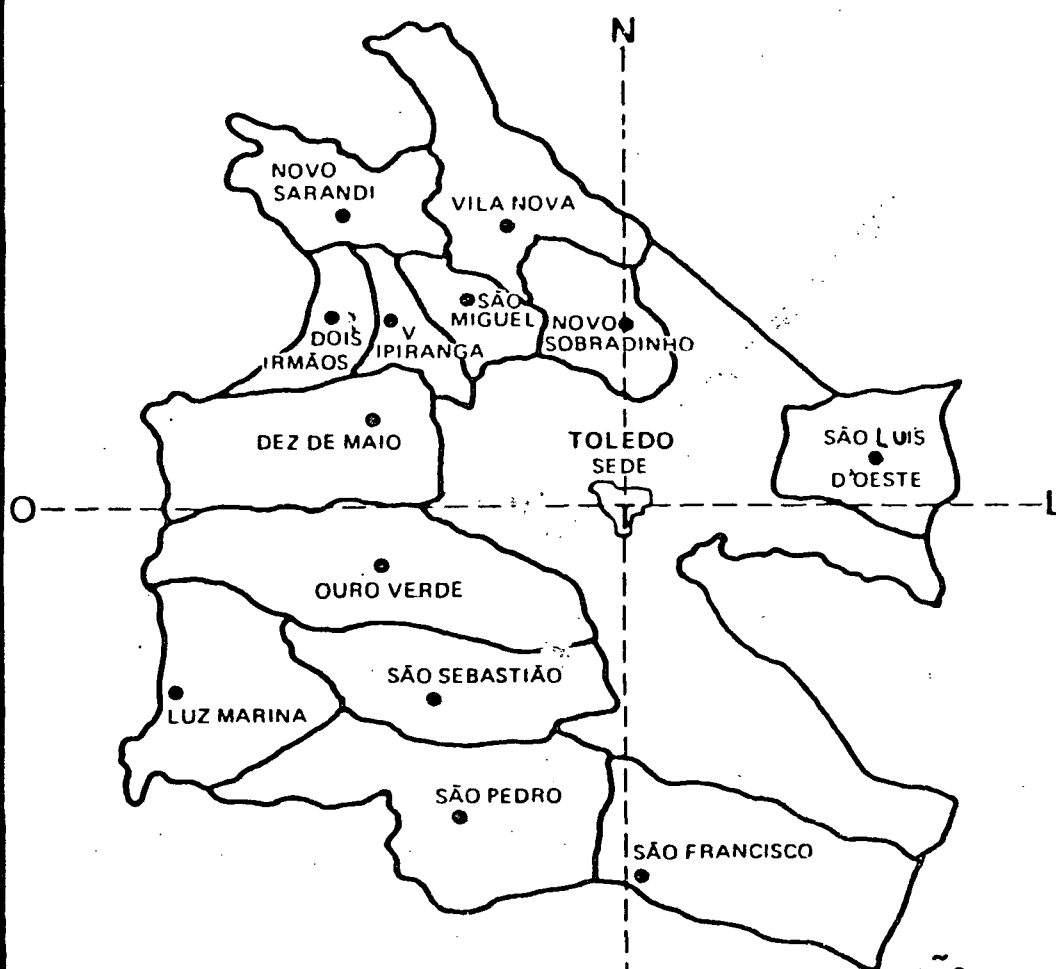 N
NOVO
SARANDI
VILA NOVA
SÃO
MIGUEL
NOVO
SOBRADINHO
DOIS
IRMÃOS
V
IPIRANGA
DEZ DE MAIO
TOLEDO
SEDE
SÃO LUIS
D'OESTE
O
L
OURO VERDE
SÃO SEBASTIÃO
LUZ MARINA
SÃO PEDRO
SÃO FRANCISCO